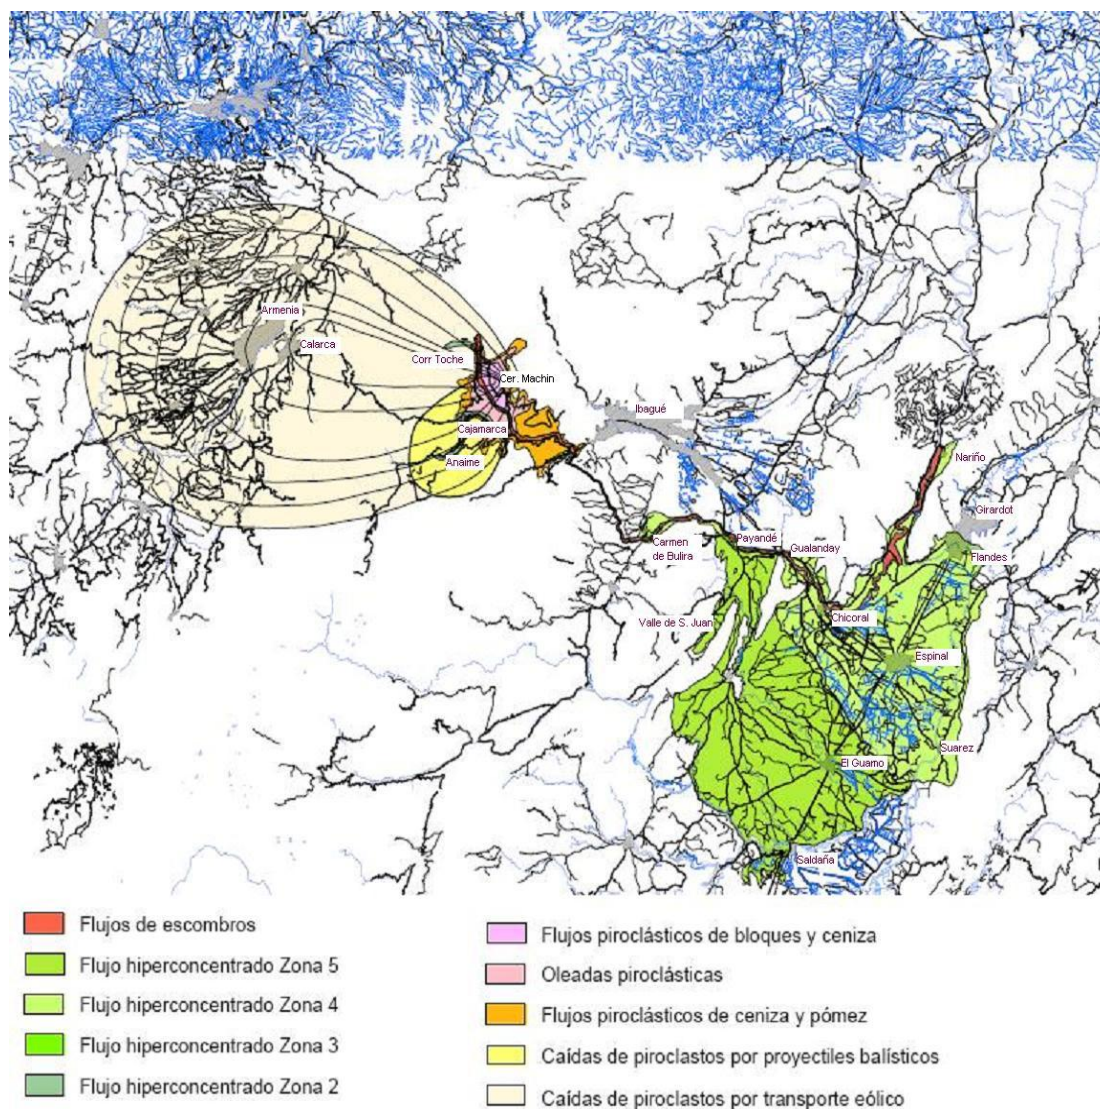 Armenia
Calarca
Corr Toche
Cer. Machin
Ibagué
Cajamarca
Anaime
Nariño
Girardot
Carmen
de Bulira
Payandé
Gualanday
Flandes
Valle de S. Juan
Chicoral
Espinal
Suarez
El Guamo
Saldaña
Flujos de escombros
Flujo hiperconcentrado Zona 5
Flujo hiperconcentrado Zona 4
Flujo hiperconcentrado Zona 3
Flujo hiperconcentrado Zona 2
Flujos piroclásticos de bloques y ceniza
Oleadas piroclásticas
Flujos piroclásticos de ceniza y pómez
Caídas de piroclastos por proyectiles balísticos
Caídas de piroclastos por transporte eólico